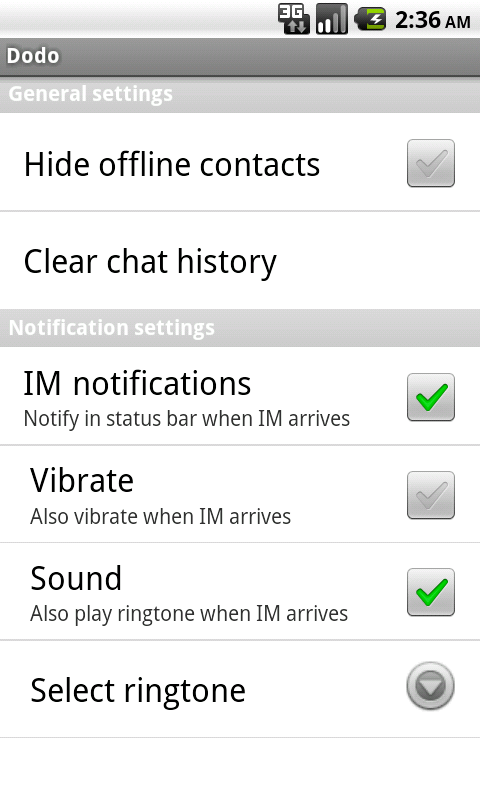 3G
2:36 AM
Dodo
General settings
Hide offline contacts
Clear chat history
Notification settings
IM notifications
Notify in status bar when IM arrives
Vibrate
Also vibrate when IM arrives
Sound
Also play ringtone when IM arrives
Select ringtone